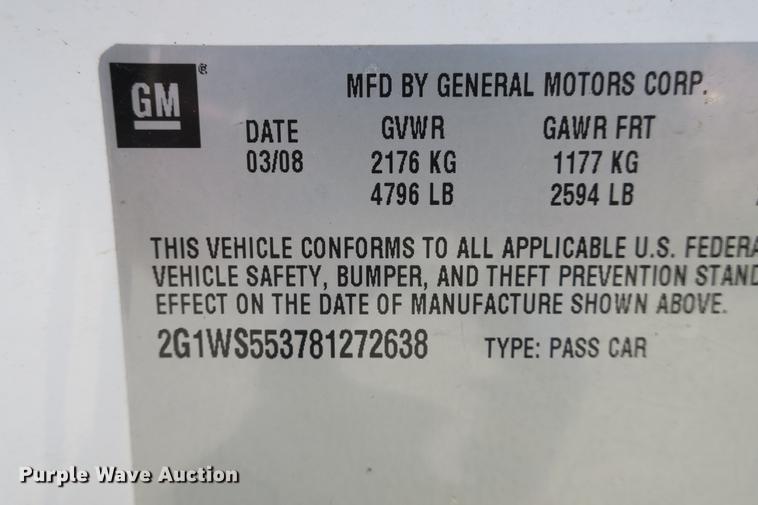 GM®
MFD BY GENERAL MOTORS CORP.
DATE GVWR GAWR FRT
03/08 2176 KG 1177 KG
4796 LB 2594 LB
THIS VEHICLE CONFORMS TO ALL APPLICABLE U.S. FEDERA
VEHICLE SAFETY, BUMPER, AND THEFT PREVENTION STAND
EFFECT ON THE DATE OF MANUFACTURE SHOWN ABOVE.
2G1WS553781272638 TYPE: PASS CAR
Purple Wave Auction